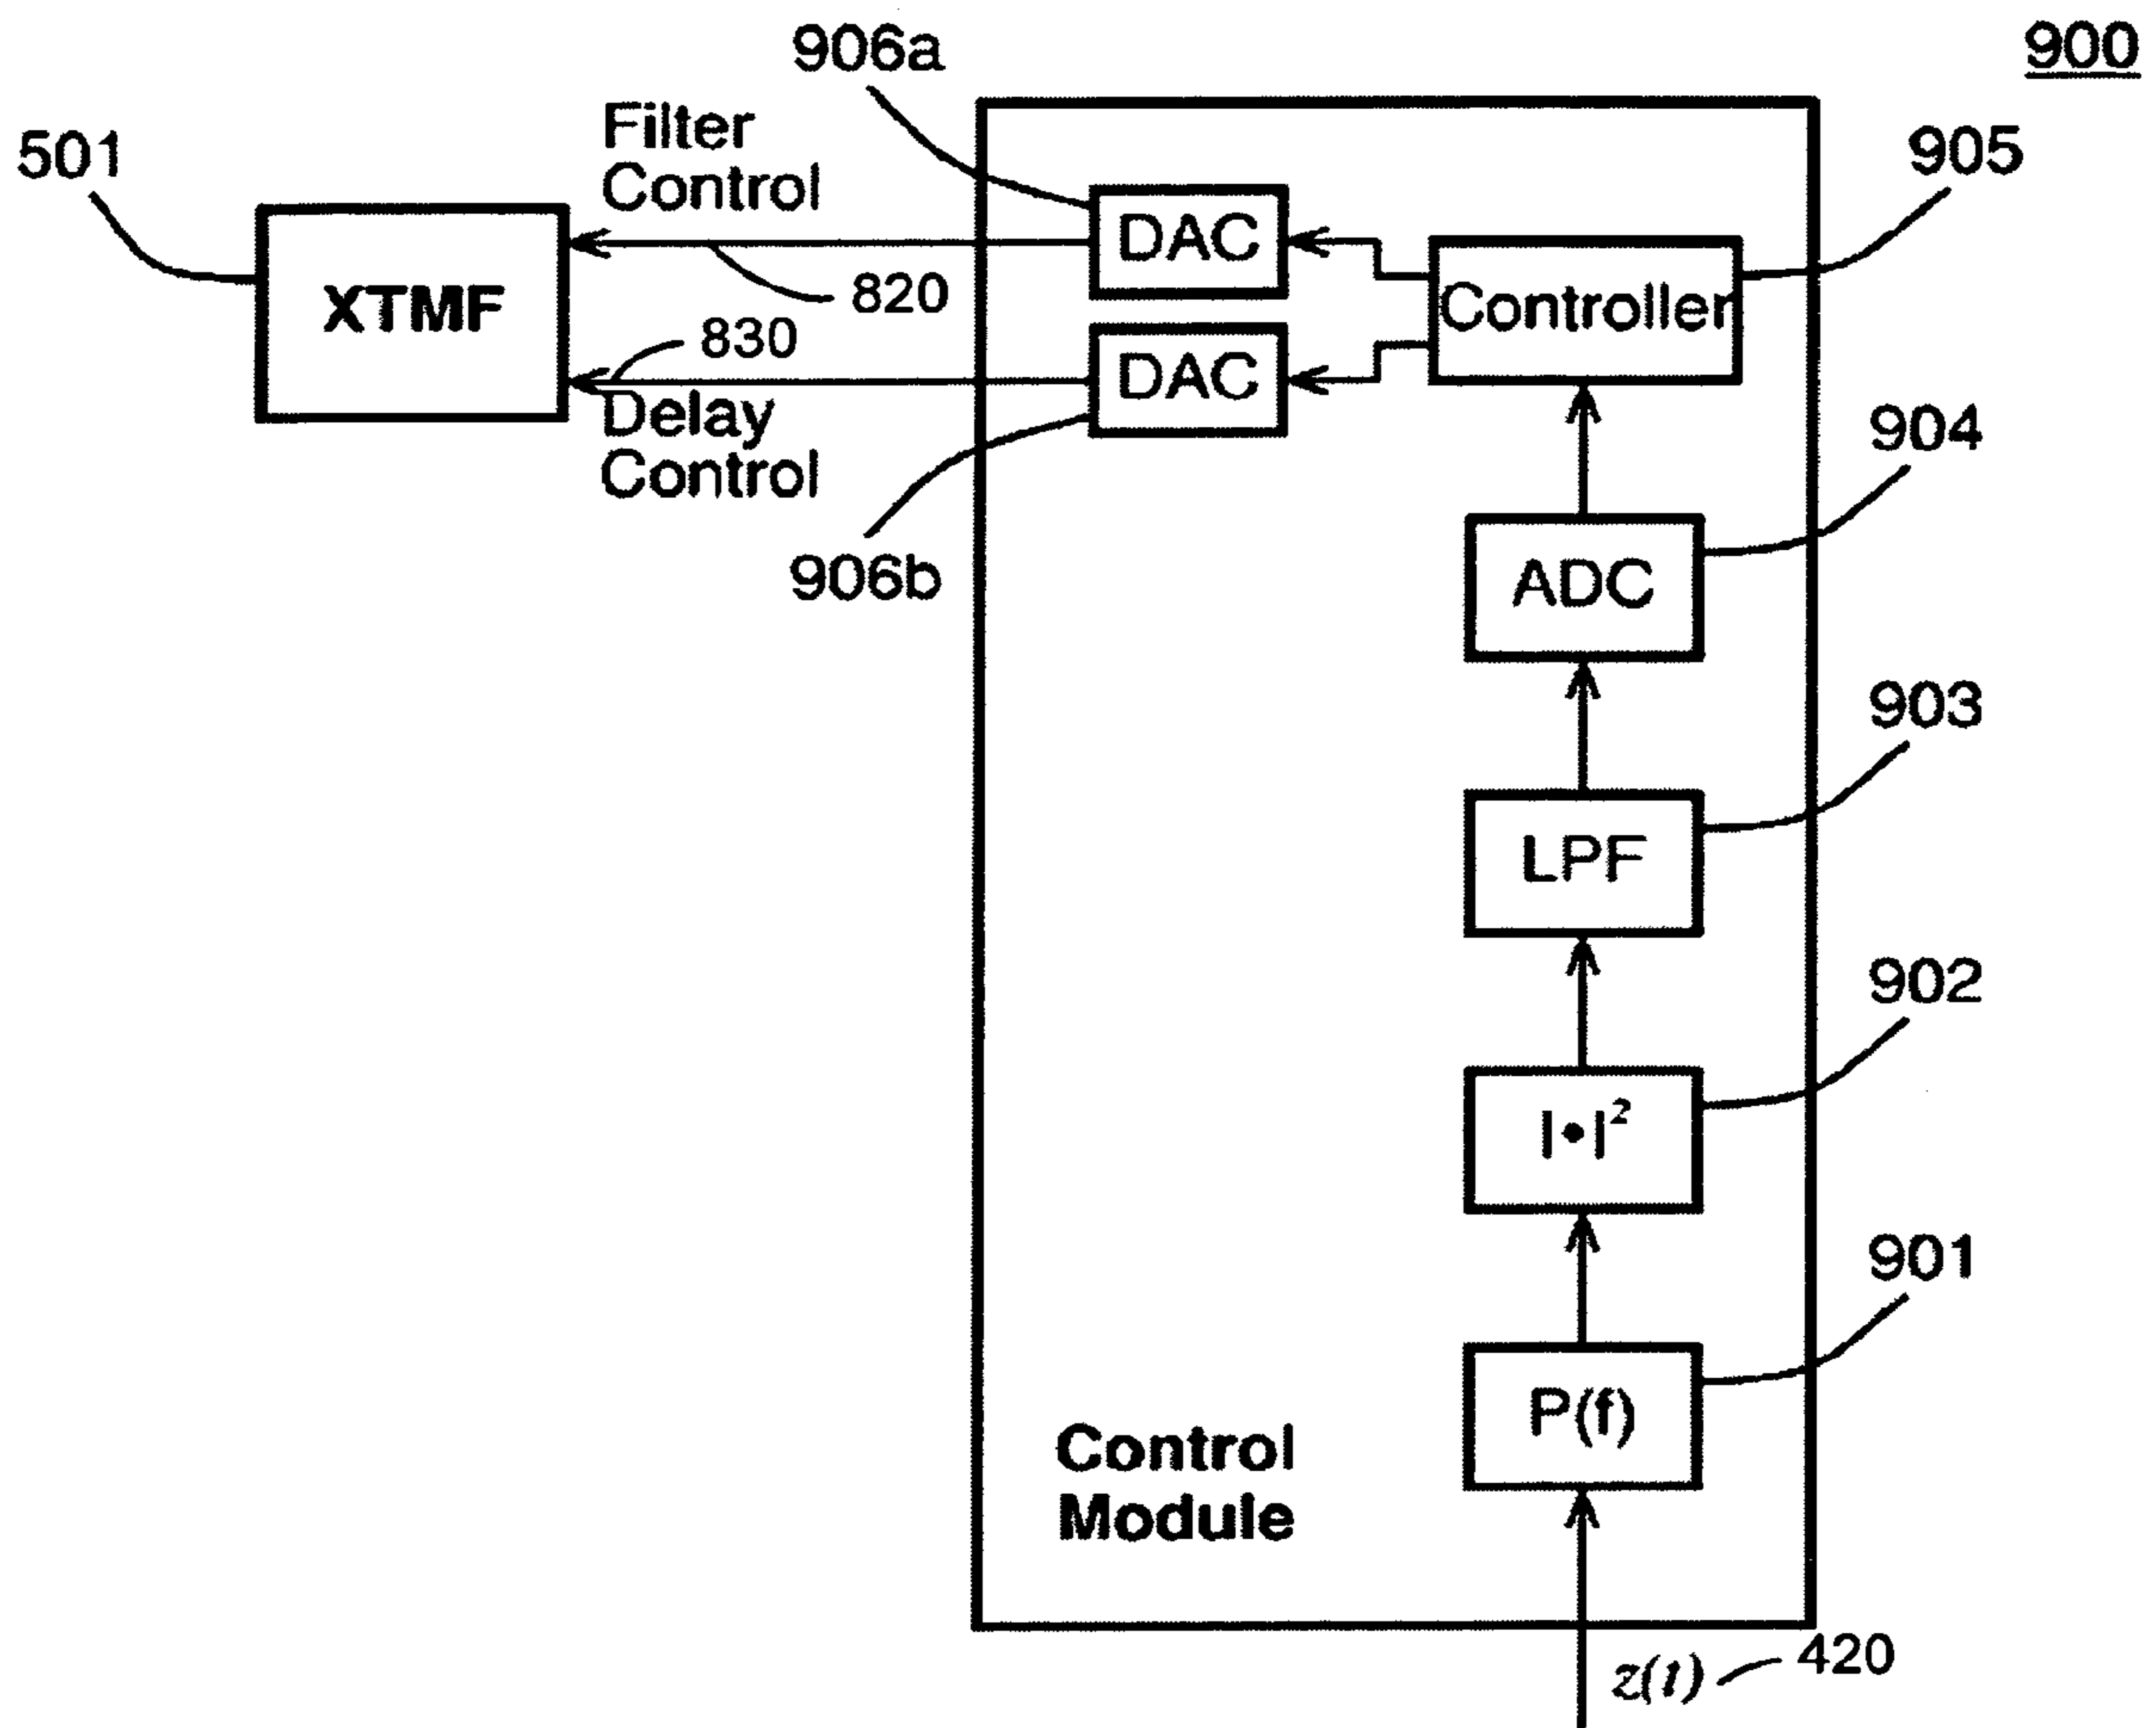 900
906a
Filter
Control
905
501
DAC
Controller
XTMF
820
830
DAC
Delay
Control
904
906b
ADC
903
LPF
902
|•|²
901
P(f)
Control
Module
z(t)
420